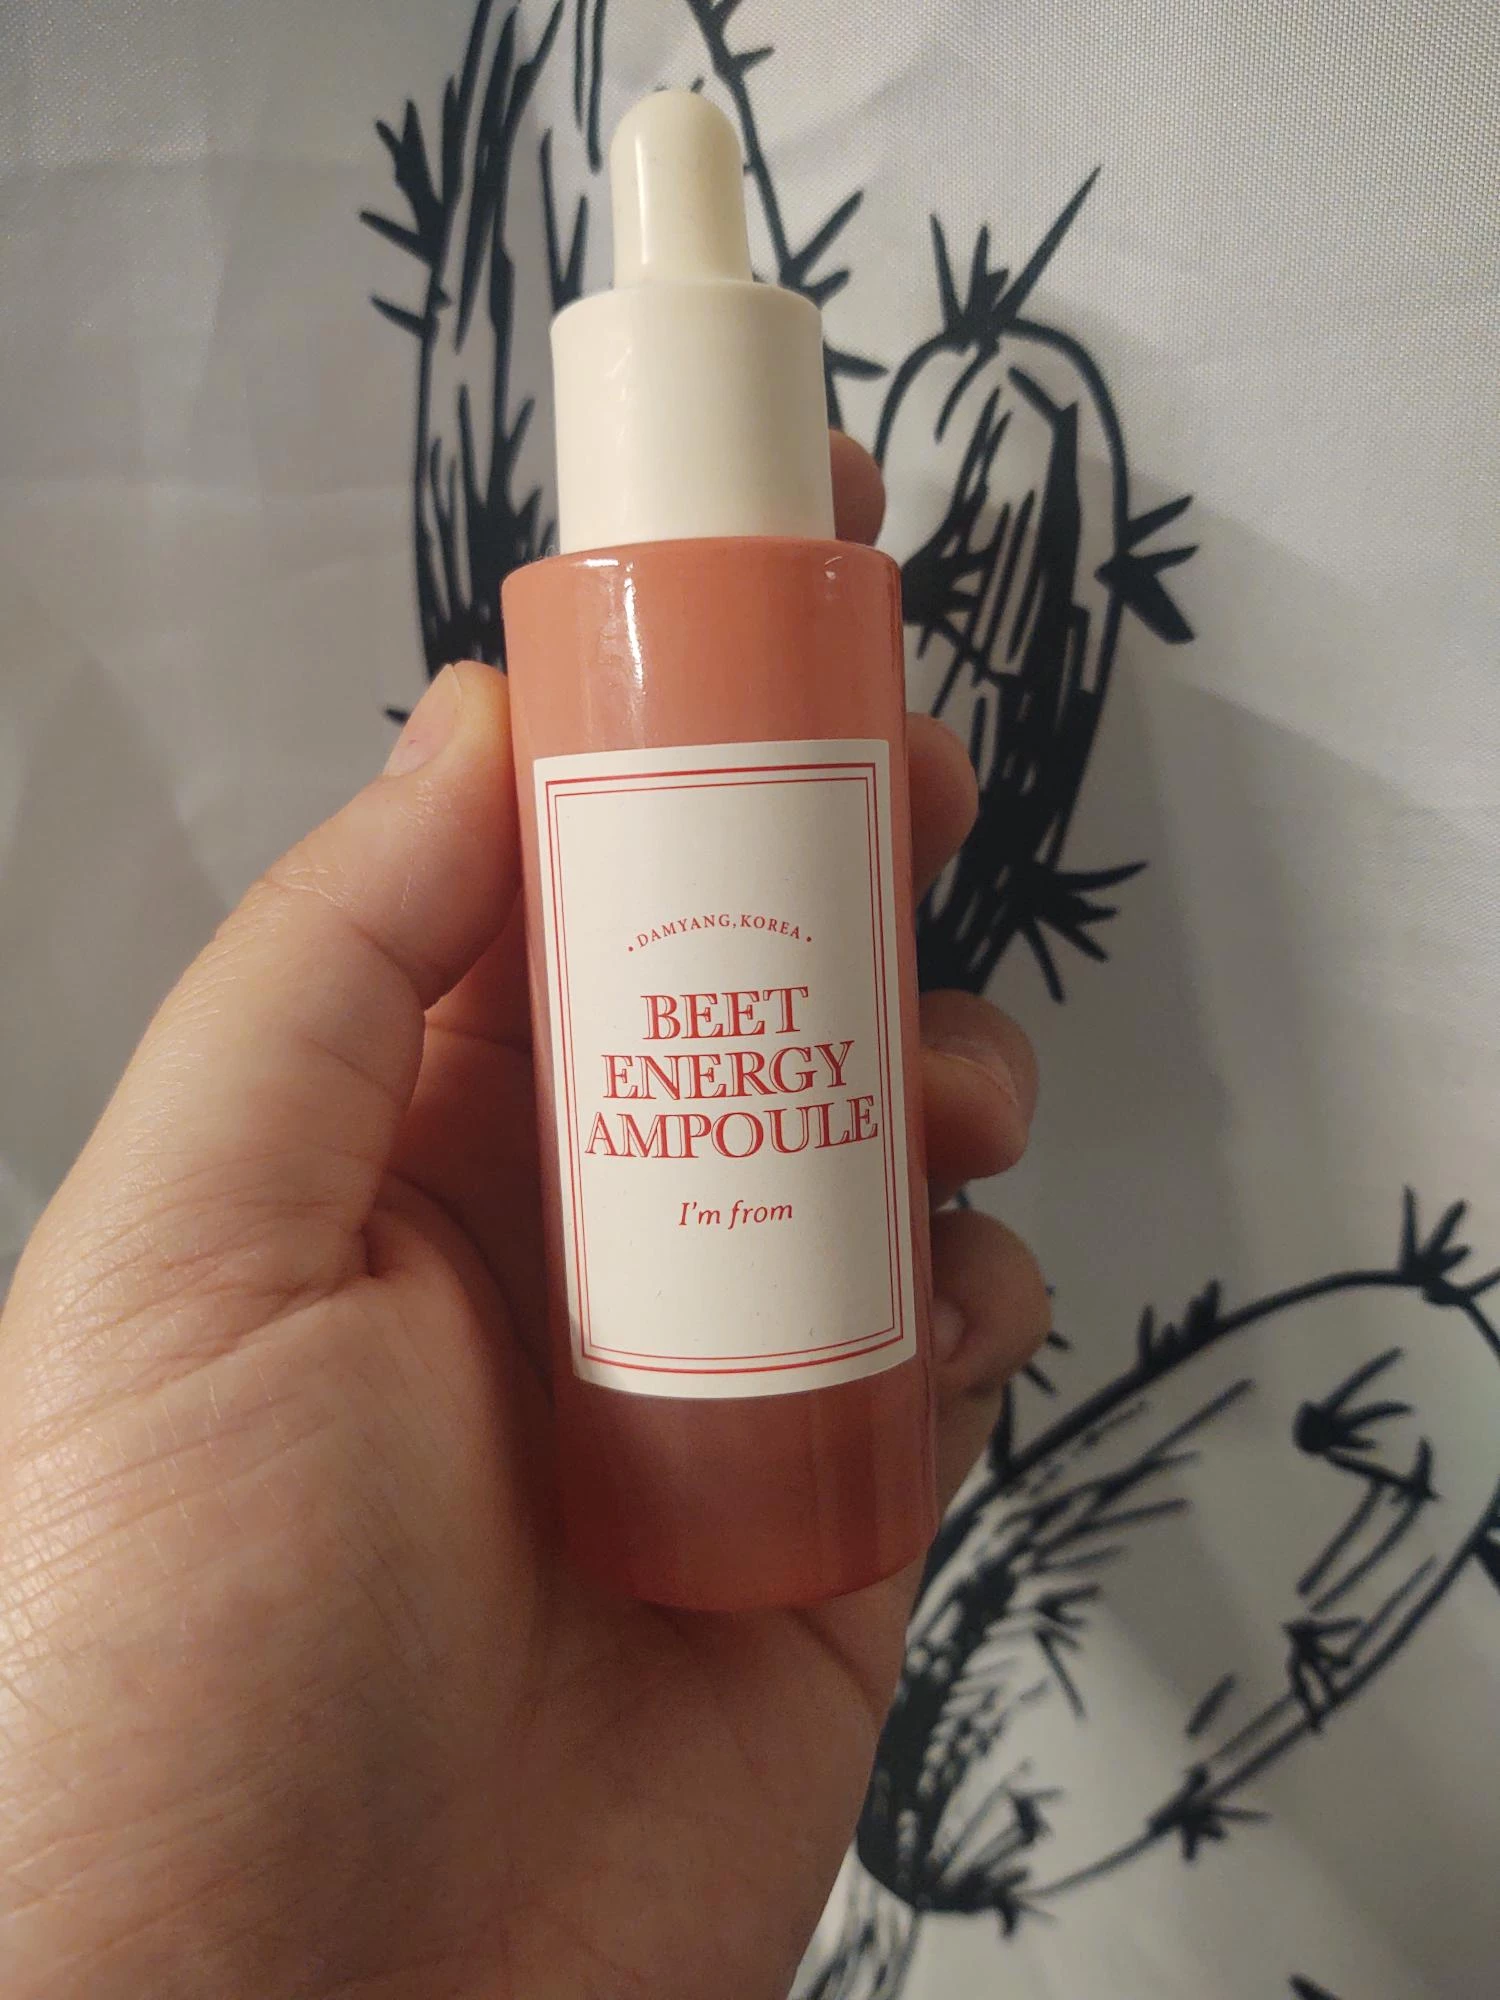 • DAMYANG,KOREA •
BEET
ENERGY
AMPOULE
I'm from